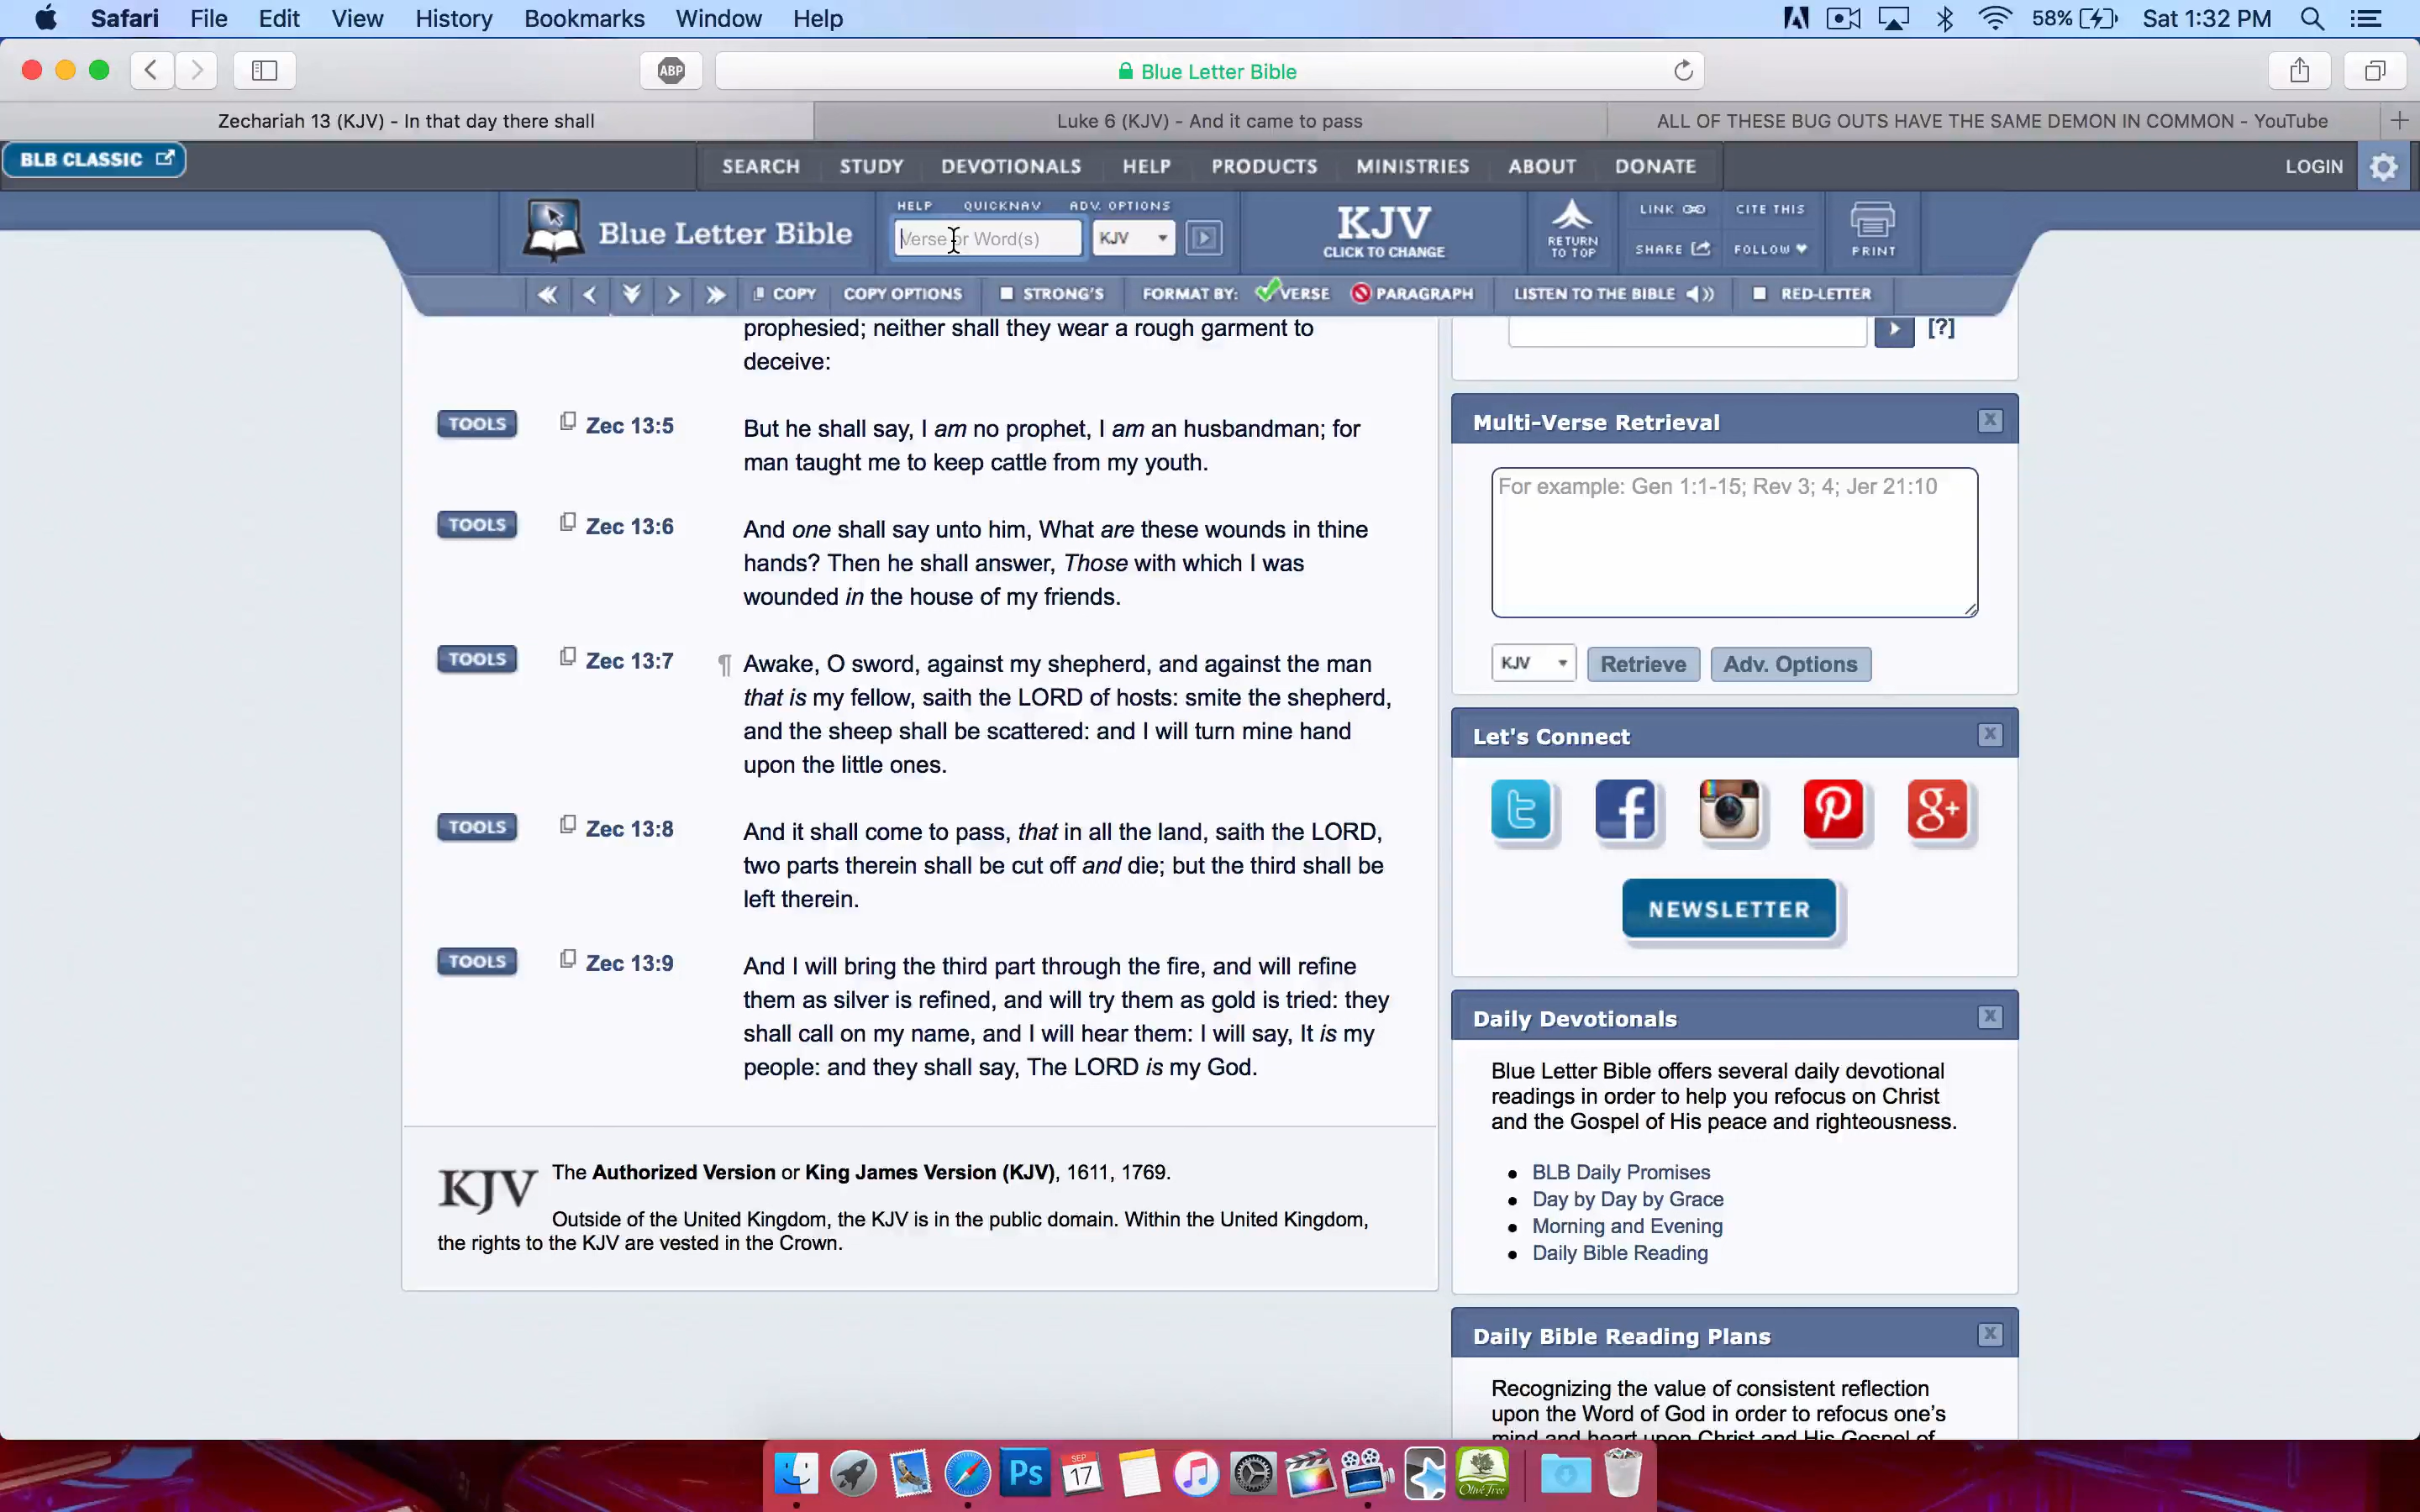 Safari File Edit View History Bookmarks Window Help 58% Sat 1:32 PM
ABP Blue Letter Bible
Zechariah 13 (KJV) - In that day there shall
Luke 6 (KJV) - And it came to pass
ALL OF THESE BUG OUTS HAVE THE SAME DEMON IN COMMON - YouTube
BLB CLASSIC
SEARCH STUDY DEVOTIONALS HELP PRODUCTS MINISTRIES ABOUT DONATE LOGIN
Blue Letter Bible
HELP QUICKNAV ADV. OPTIONS
Verse or Word(s) KJV
KJV
CLICK TO CHANGE
RETURN
TO TOP
LINK CITE THIS
SHARE FOLLOW
PRINT
COPY COPY OPTIONS STRONG'S FORMAT BY: VERSE PARAGRAPH LISTEN TO THE BIBLE RED-LETTER
prophesied; neither shall they wear a rough garment to
deceive:
TOOLS Zec 13:5 But he shall say, I am no prophet, I am an husbandman; for
man taught me to keep cattle from my youth.
TOOLS Zec 13:6 And one shall say unto him, What are these wounds in thine
hands? Then he shall answer, Those with which I was
wounded in the house of my friends.
TOOLS Zec 13:7 ¶ Awake, O sword, against my shepherd, and against the man
that is my fellow, saith the LORD of hosts: smite the shepherd,
and the sheep shall be scattered: and I will turn mine hand
upon the little ones.
TOOLS Zec 13:8 And it shall come to pass, that in all the land, saith the LORD,
two parts therein shall be cut off and die; but the third shall be
left therein.
TOOLS Zec 13:9 And I will bring the third part through the fire, and will refine
them as silver is refined, and will try them as gold is tried: they
shall call on my name, and I will hear them: I will say, It is my
people: and they shall say, The LORD is my God.
KJV The Authorized Version or King James Version (KJV), 1611, 1769.
Outside of the United Kingdom, the KJV is in the public domain. Within the United Kingdom,
the rights to the KJV are vested in the Crown.
[?]
Multi-Verse Retrieval X
For example: Gen 1:1-15; Rev 3; 4; Jer 21:10
KJV Retrieve Adv. Options
Let's Connect X
NEWSLETTER
Daily Devotionals X
Blue Letter Bible offers several daily devotional
readings in order to help you refocus on Christ
and the Gospel of His peace and righteousness.
BLB Daily Promises
Day by Day by Grace
Morning and Evening
Daily Bible Reading
Daily Bible Reading Plans X
Recognizing the value of consistent reflection
upon the Word of God in order to refocus one's
mind and heart upon Christ and His Gospel of
Ps SEP 17 Olive Tree